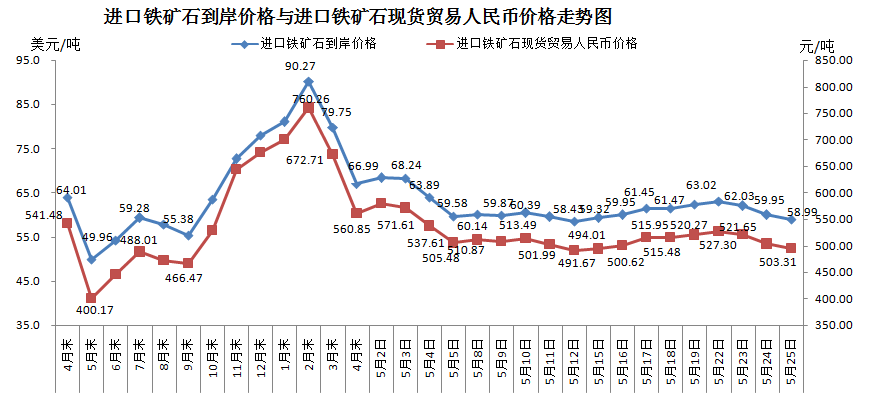 进口铁矿石到岸价格与进口铁矿石现货贸易人民币价格走势图
美元/吨
进口铁矿石到岸价格
进口铁矿石现货贸易人民币价格
元/吨
95.0
85.0
75.0
65.0
55.0
45.0
35.0
850.00
800.00
750.00
700.00
650.00
600.00
550.00
500.00
450.00
400.00
350.00
64.01
49.96
59.28
55.38
90.27
79.75
66.99
68.24
63.89
59.58
60.14
59.87
60.39
58.43
59.32
59.95
61.45
61.47
63.02
62.03
59.95
58.99
541.48
400.17
488.01
466.47
760.26
672.71
560.85
571.61
537.61
505.48
510.87
513.49
501.99
491.67
494.01
500.62
515.95
515.48
520.27
527.30
521.65
503.31
4月末
5月末
6月末
7月末
8月末
9月末
10月末
11月末
12月末
1月末
2月末
3月末
4月末
5月2日
5月3日
5月4日
5月5日
5月8日
5月9日
5月10日
5月11日
5月12日
5月15日
5月16日
5月17日
5月18日
5月19日
5月22日
5月23日
5月24日
5月25日